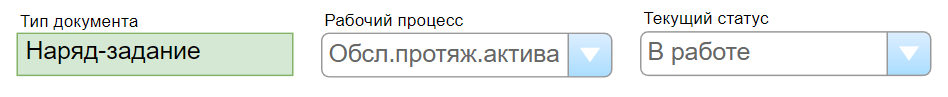 Тип документа
Наряд-задание
Рабочий процесс
Обсл.протяж.актива
Текущий статус
В работе